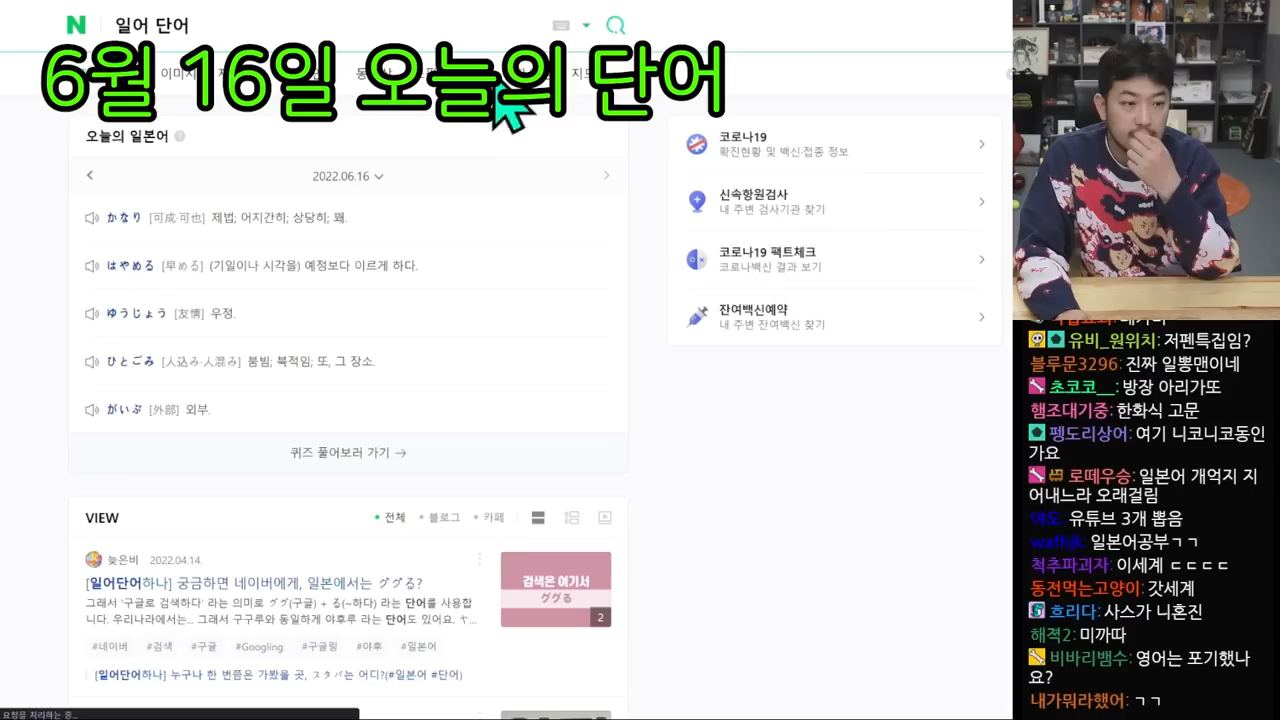 N 일어 단어
6월 16일 오늘의 단어
이미지
오늘의 일본어
2022.06.16
かなり [可成·可也] 제법; 어지간히; 상당히; 꽤.
はやめる [早める] (기일이나 시각을) 예정보다 이르게 하다.
ゆうじょう [友情] 우정.
ひとごみ [人込み·人混み] 붐빔; 북적임; 또, 그 장소.
がいぶ [外部] 외부.
퀴즈 풀어보러 가기 →
VIEW
전체 블로그 카페
늦은비 2022.04.14.
[일어단어하나] 궁금하면 네이버에게, 일본에서는 ググる?
그래서 '구글로 검색하다' 라는 의미로 ググ(구글) + る(~하다) 라는 단어를 사용합
니다. 우리나라에서는... 그래서 구구루와 동일하게 야후루 라는 단어도 있어요. ヤ...
#네이버 #검색 #구글 #Googling #구글링 #야후 #일본어
[일어단어하나] 누구나 한 번쯤은 가봤을 곳, スタバ는 어디?(#일본어 #단어)
검색은 여기서
ググる
2
코로나19
확진현황 및 백신·접종 정보
신속항원검사
내 주변 검사기관 찾기
코로나19 팩트체크
코로나백신 결과 보기
잔여백신예약
내 주변 잔여백신 찾기
유비_원위치: 저펜특집임?
블루문3296: 진짜 일뽕맨이네
초코코__: 방장 아리가또
햄조대기중: 한화식 고문
펭도리상어: 여기 니코니코동인
가요
로떼우승: 일본어 개억지 지
어내느라 오래걸림
야도: 유튜브 3개 뽑음
wafhjk: 일본어공부ㄱㄱ
척추파괴자: 이세계 ㄷㄷㄷㄷ
동전먹는고양이: 갓세계
흐리다: 사스가 니혼진
해젹2: 미까따
비바리뱀수: 영어는 포기했나
요?
내가뭐라했어: ㄱㄱ
요청을 처리하는 중...